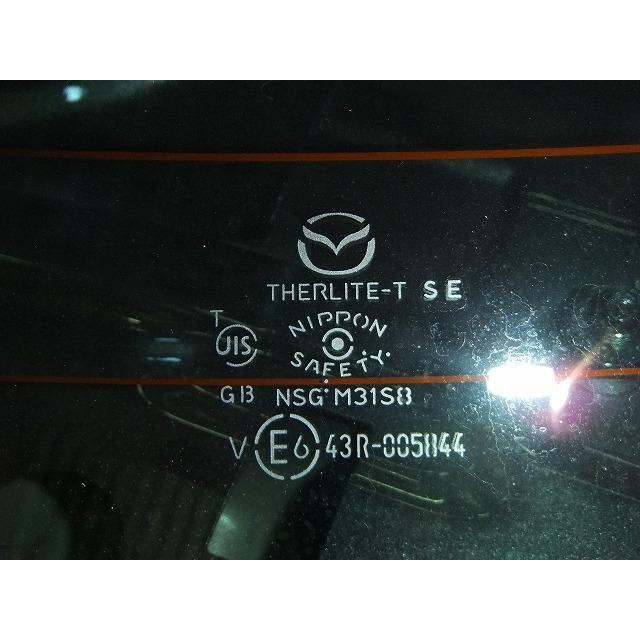 THERLITE-T SE
T
JIS
NIPPON
SAFETY
GB NSG M31S8
V E6 43R-005844